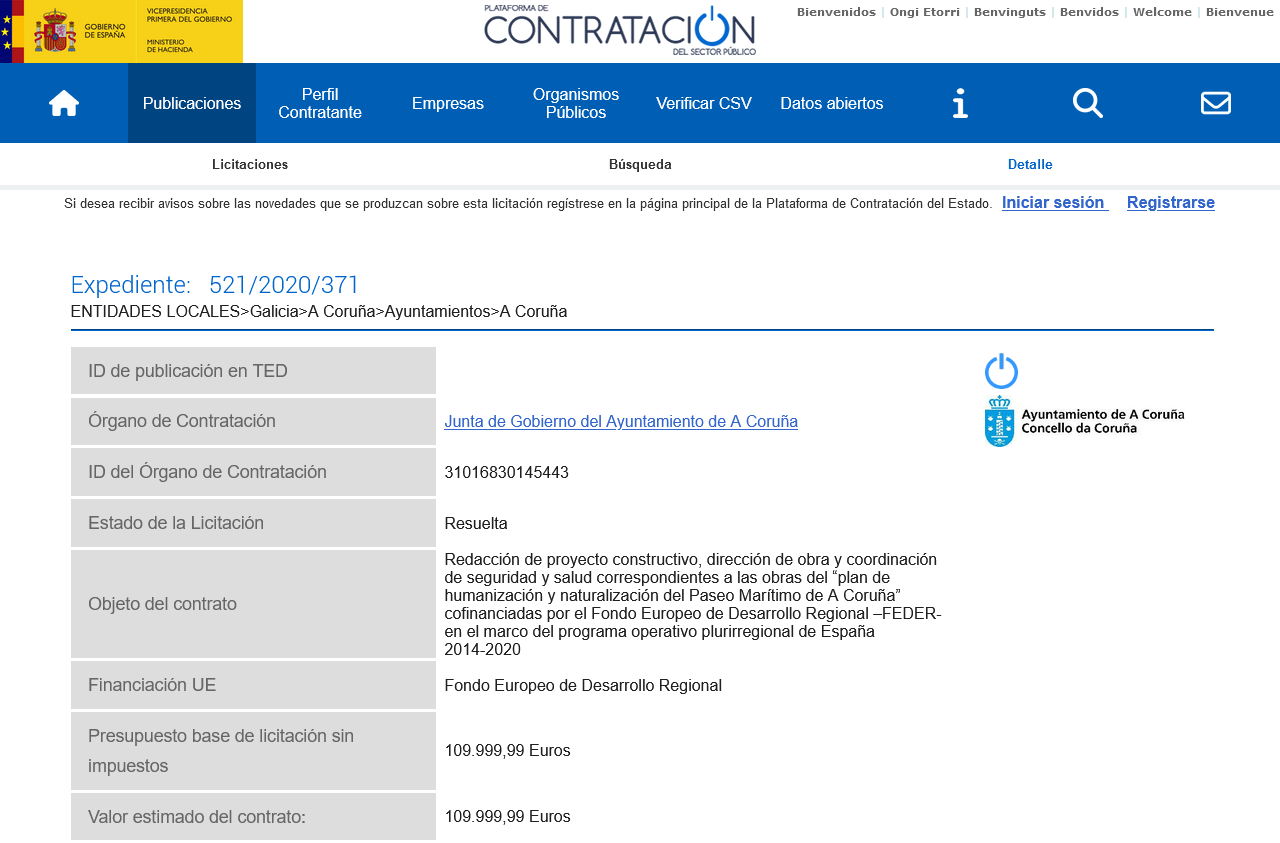 GOBIERNO
DE ESPAÑA
VICEPRESIDENCIA
PRIMERA DEL GOBIERNO
MINISTERIO
DE HACIENDA
PLATAFORMA DE
CONTRATACIÓN
DEL SECTOR PÚBLICO
Bienvenidos | Ongi Etorri | Benvinguts | Benvidos | Welcome | Bienvenue
Publicaciones
Perfil
Contratante
Empresas
Organismos
Públicos
Verificar CSV
Datos abiertos
Licitaciones
Búsqueda
Detalle
Si desea recibir avisos sobre las novedades que se produzcan sobre esta licitación regístrese en la página principal de la Plataforma de Contratación del Estado. Iniciar sesión Registrarse
Expediente: 521/2020/371
ENTIDADES LOCALES>Galicia>A Coruña>Ayuntamientos>A Coruña
ID de publicación en TED
Órgano de Contratación
Junta de Gobierno del Ayuntamiento de A Coruña
Ayuntamiento de A Coruña
Concello da Coruña
ID del Órgano de Contratación
31016830145443
Estado de la Licitación
Resuelta
Objeto del contrato
Redacción de proyecto constructivo, dirección de obra y coordinación
de seguridad y salud correspondientes a las obras del “plan de
humanización y naturalización del Paseo Marítimo de A Coruña”
cofinanciadas por el Fondo Europeo de Desarrollo Regional –FEDER-
en el marco del programa operativo plurirregional de España
2014-2020
Financiación UE
Fondo Europeo de Desarrollo Regional
Presupuesto base de licitación sin
impuestos
109.999,99 Euros
Valor estimado del contrato:
109.999,99 Euros